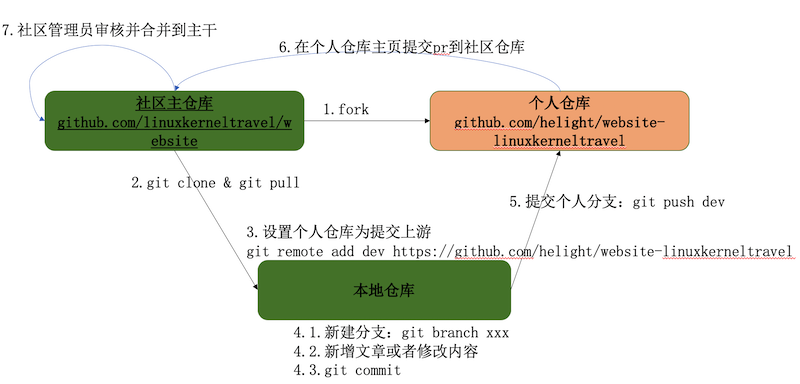 7.社区管理员审核并合并到主干
6.在个人仓库主页提交pr到社区仓库
社区主仓库
github.com/linuxkerneltravel/w
ebsite
1.fork
个人仓库
github.com/helight/website-
linuxkerneltravel
2.git clone & git pull
5.提交个人分支: git push dev
3.设置个人仓库为提交上游
git remote add dev https://github.com/helight/website-linuxkerneltravel
本地仓库
4.1.新建分支: git branch xxx
4.2.新增文章或者修改内容
4.3.git commit